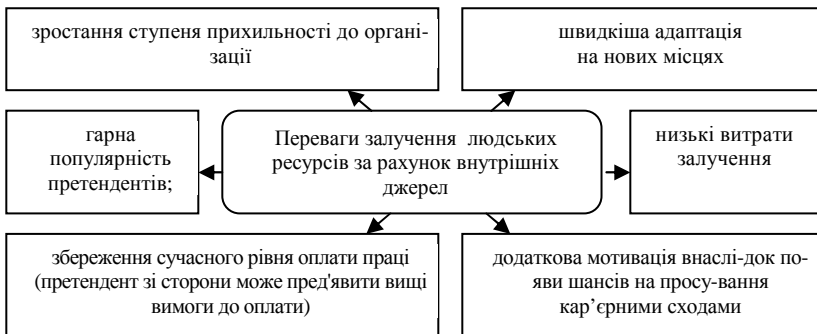 зростання ступеня прихильності до органі-
зації
швидкіша адаптація
на нових місцях
гарна
популярність
претендентів;
Переваги залучення людських
ресурсів за рахунок внутрішніх
джерел
низькі витрати
залучення
збереження сучасного рівня оплати праці
(претендент зі сторони може пред'явити вищі
вимоги до оплати)
додаткова мотивація внаслі-док по-
яви шансів на просу-вання
кар’єрними сходами